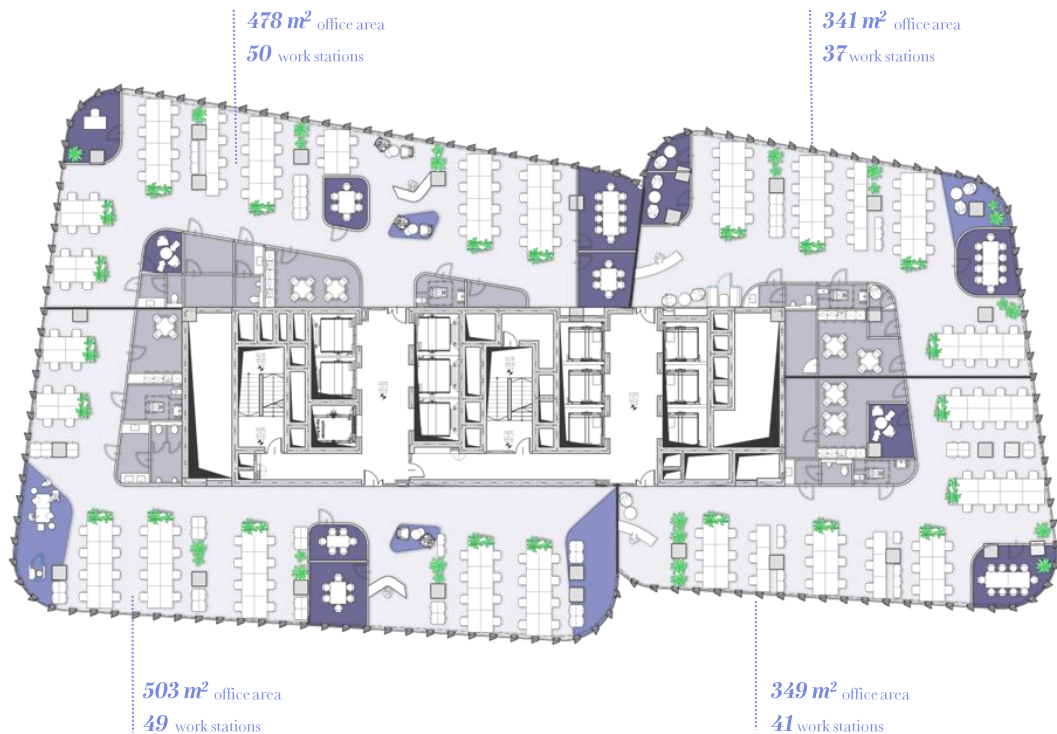 478 m² office area
50 work stations
341 m² office area
37 work stations
503 m² office area
49 work stations
349 m² office area
41 work stations